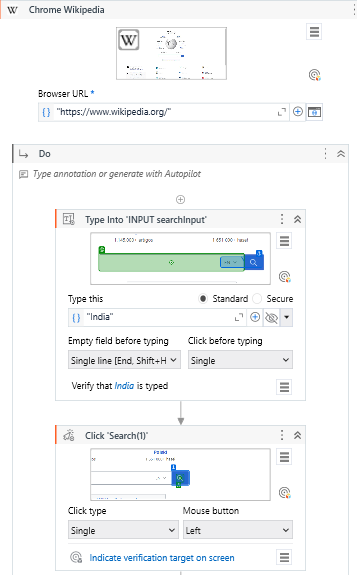 W Chrome Wikipedia
W
Browser URL *
{ } "https://www.wikipedia.org/"
Do
Type annotation or generate with Autopilot
Type Into 'INPUT searchInput'
Type this
Standard
Secure
{ } "India"
Empty field before typing
Click before typing
Single line [End, Shift+H
Single
Verify that India is typed
Click 'Search(1)'
Click type
Mouse button
Single
Left
Indicate verification target on screen